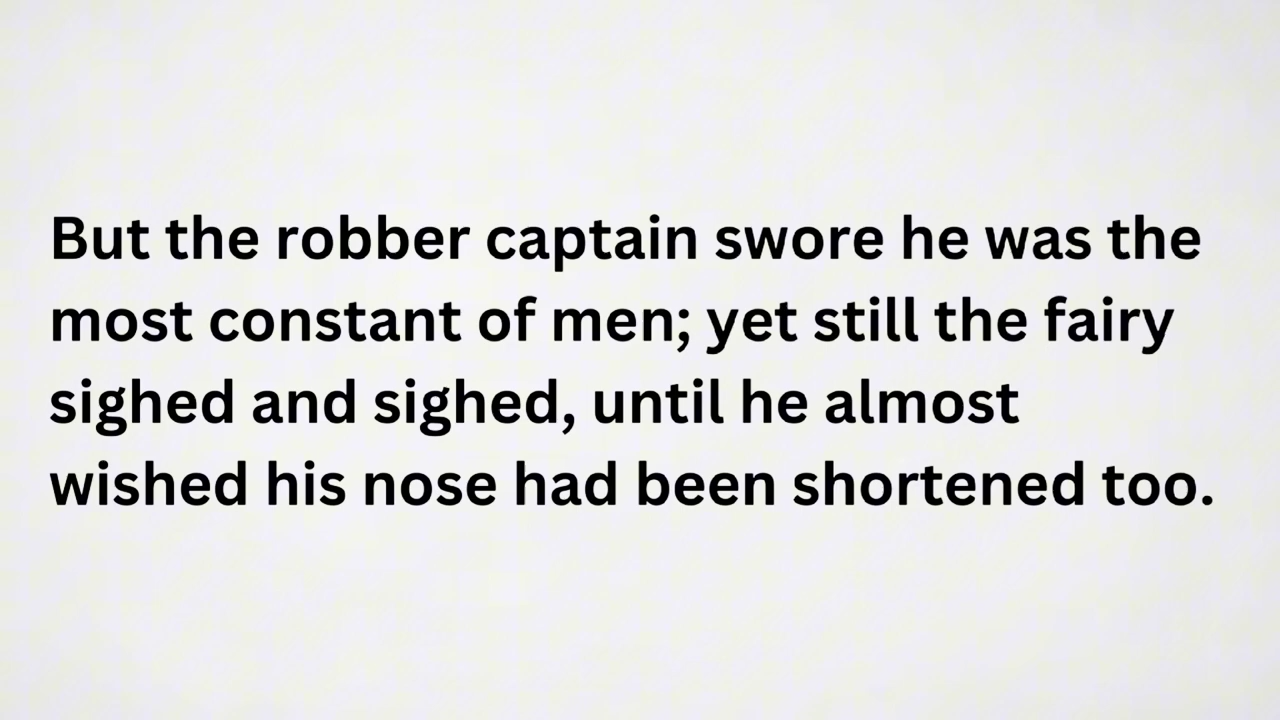 But the robber captain swore he was the
most constant of men; yet still the fairy
sighed and sighed, until he almost
wished his nose had been shortened too.